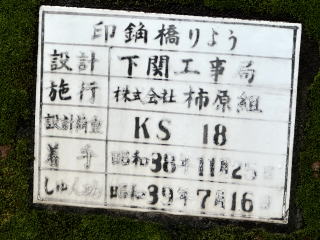 印鏑橋りよう
設計 下関工事局
施行 株式会社 柿原組
設計荷重 KS 18
着手 昭和38年11月25日
しゅん功 昭和39年7月16日